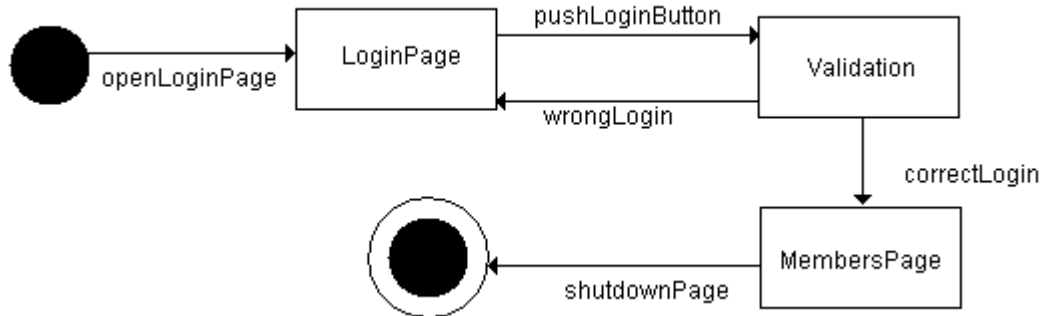 pushLoginButton
LoginPage
Validation
openLoginPage
wrongLogin
correctLogin
MembersPage
shutdownPage